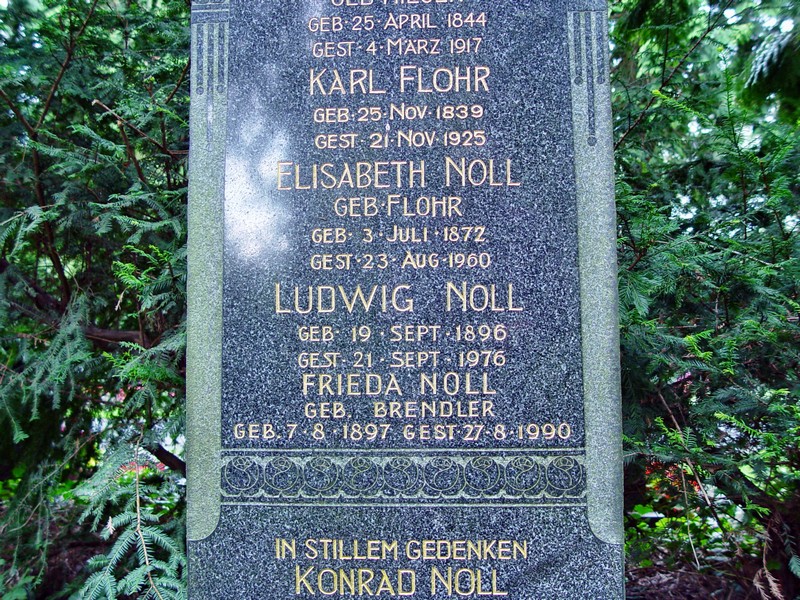 GEB 25 APRIL 1844
GEST·4·MÄRZ 1917
KARL FLOHR
GEB·25·NOV·1839
GEST·21·NOV 1925
ELISABETH NOLL
GEB·FLOHR
GEB· 3· JULI · 1872
GEST·23· AUG·1960
LUDWIG NOLL
GEB· 19 · SEPT ·1896
GEST· 21 · SEPT ·1976
FRIEDA NOLL
GEB. BRENDLER
GEB. 7 · 8 · 1897 GEST 27·8·1990
IN STILLEM GEDENKEN
KONRAD NOLL